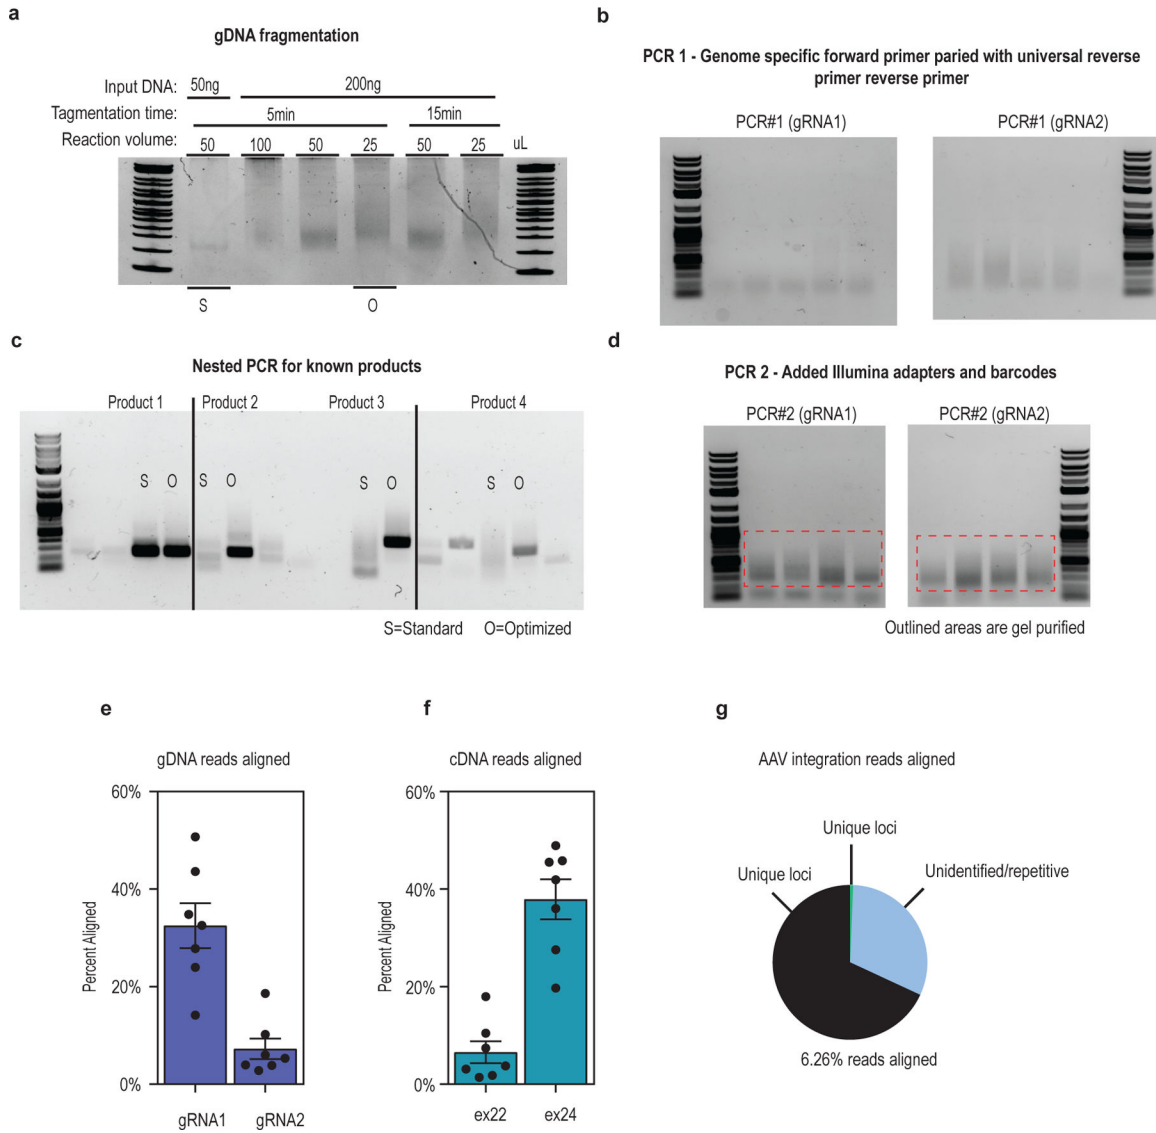 a
gDNA fragmentation
Input DNA: 50ng 200ng
Tagmentation time: 5min 15min
Reaction volume: 50 100 50 25 50 25 uL
S O
b
PCR 1 - Genome specific forward primer paried with universal reverse
primer reverse primer
PCR#1 (gRNA1) PCR#1 (gRNA2)
c
Nested PCR for known products
Product 1 Product 2 Product 3 Product 4
S O S O S O S O
S=Standard O=Optimized
d
PCR 2 - Added Illumina adapters and barcodes
PCR#2 (gRNA1) PCR#2 (gRNA2)
Outlined areas are gel purified
e
gDNA reads aligned
Percent Aligned
60%
40%
20%
0%
gRNA1 gRNA2
f
cDNA reads aligned
Percent Aligned
60%
40%
20%
0%
ex22 ex24
g
AAV integration reads aligned
Unique loci
Unique loci
Unidentified/repetitive
6.26% reads aligned